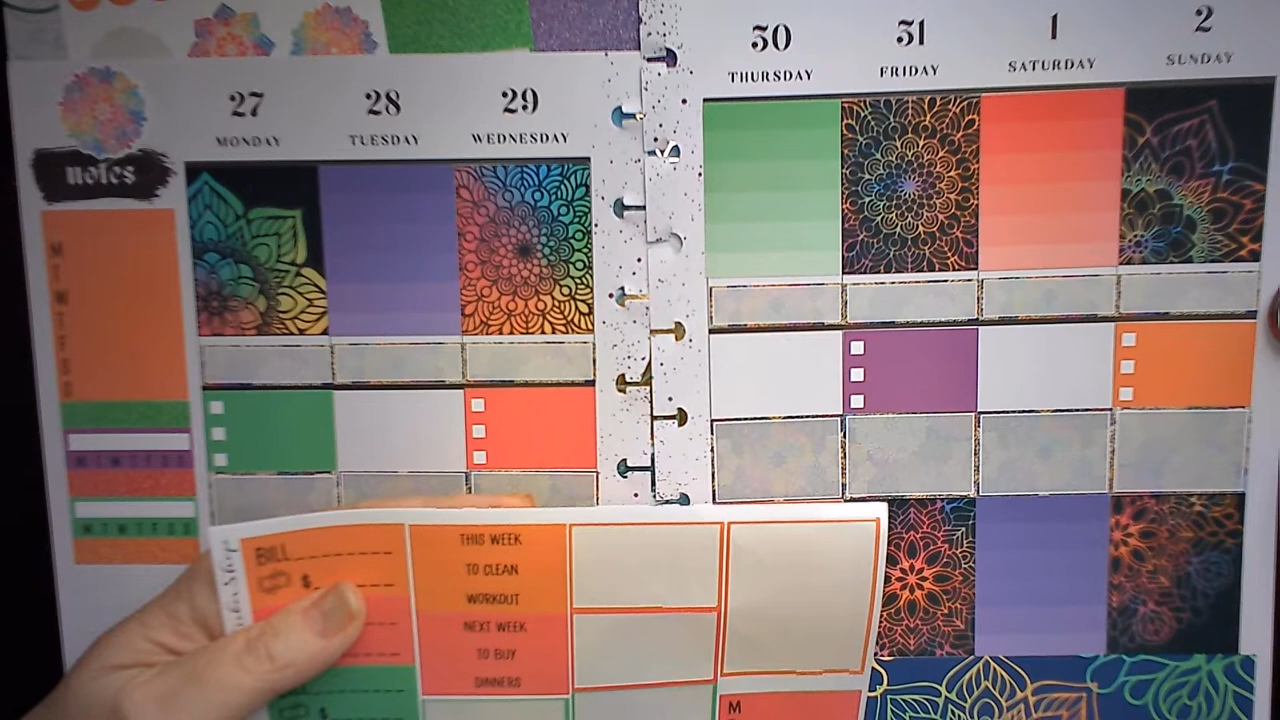 27
MONDAY
28
TUESDAY
29
WEDNESDAY
30
THURSDAY
31
FRIDAY
1
SATURDAY
2
SUNDAY
notes
M
T
W
T
F
S
S
M T W T F S S
M T W T F S S
BILL
$
$
THIS WEEK
TO CLEAN
WORKOUT
NEXT WEEK
TO BUY
DINNERS
M